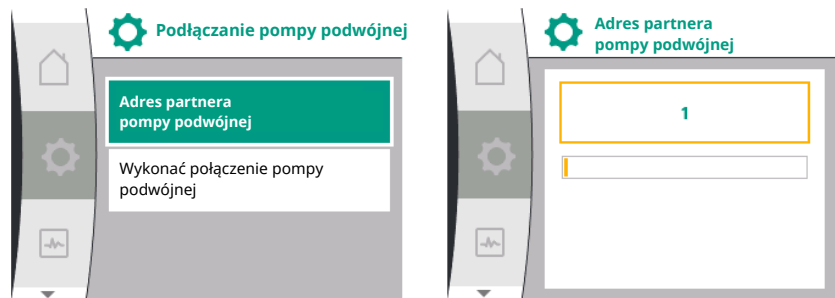 Podłączanie pompy podwójnej
Adres partnera
pompy podwójnej
Wykonać połączenie pompy
podwójnej
Adres partnera
pompy podwójnej
1